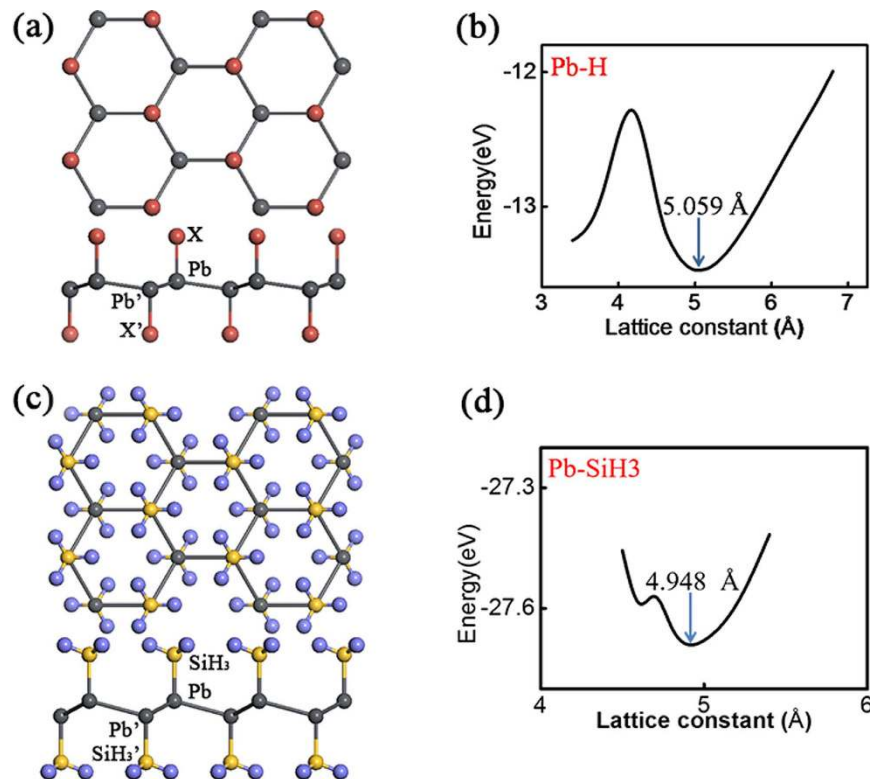 (a)
X
Pb
Pb'
X'
(b)
Pb-H
Energy(eV)
-12
-13
5.059 Å
3 4 5 6 7
Lattice constant (Å)
(c)
SiH₃
Pb
Pb'
SiH₃'
(d)
Pb-SiH3
Energy(eV)
-27.3
-27.6
4.948 Å
4 5 6
Lattice constant (Å)